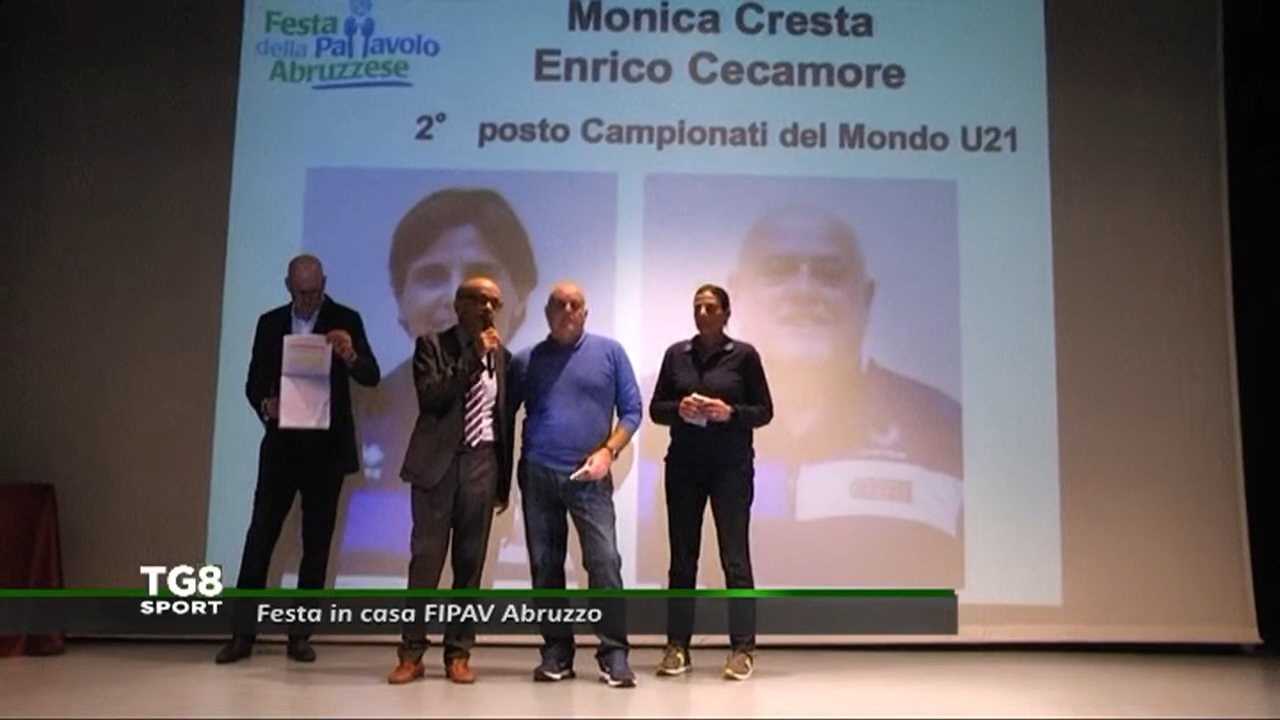 Festa
della Pallavolo
Abruzzese
Monica Cresta
Enrico Cecamore
2° posto Campionati del Mondo U21
TG8
SPORT
Festa in casa FIPAV Abruzzo